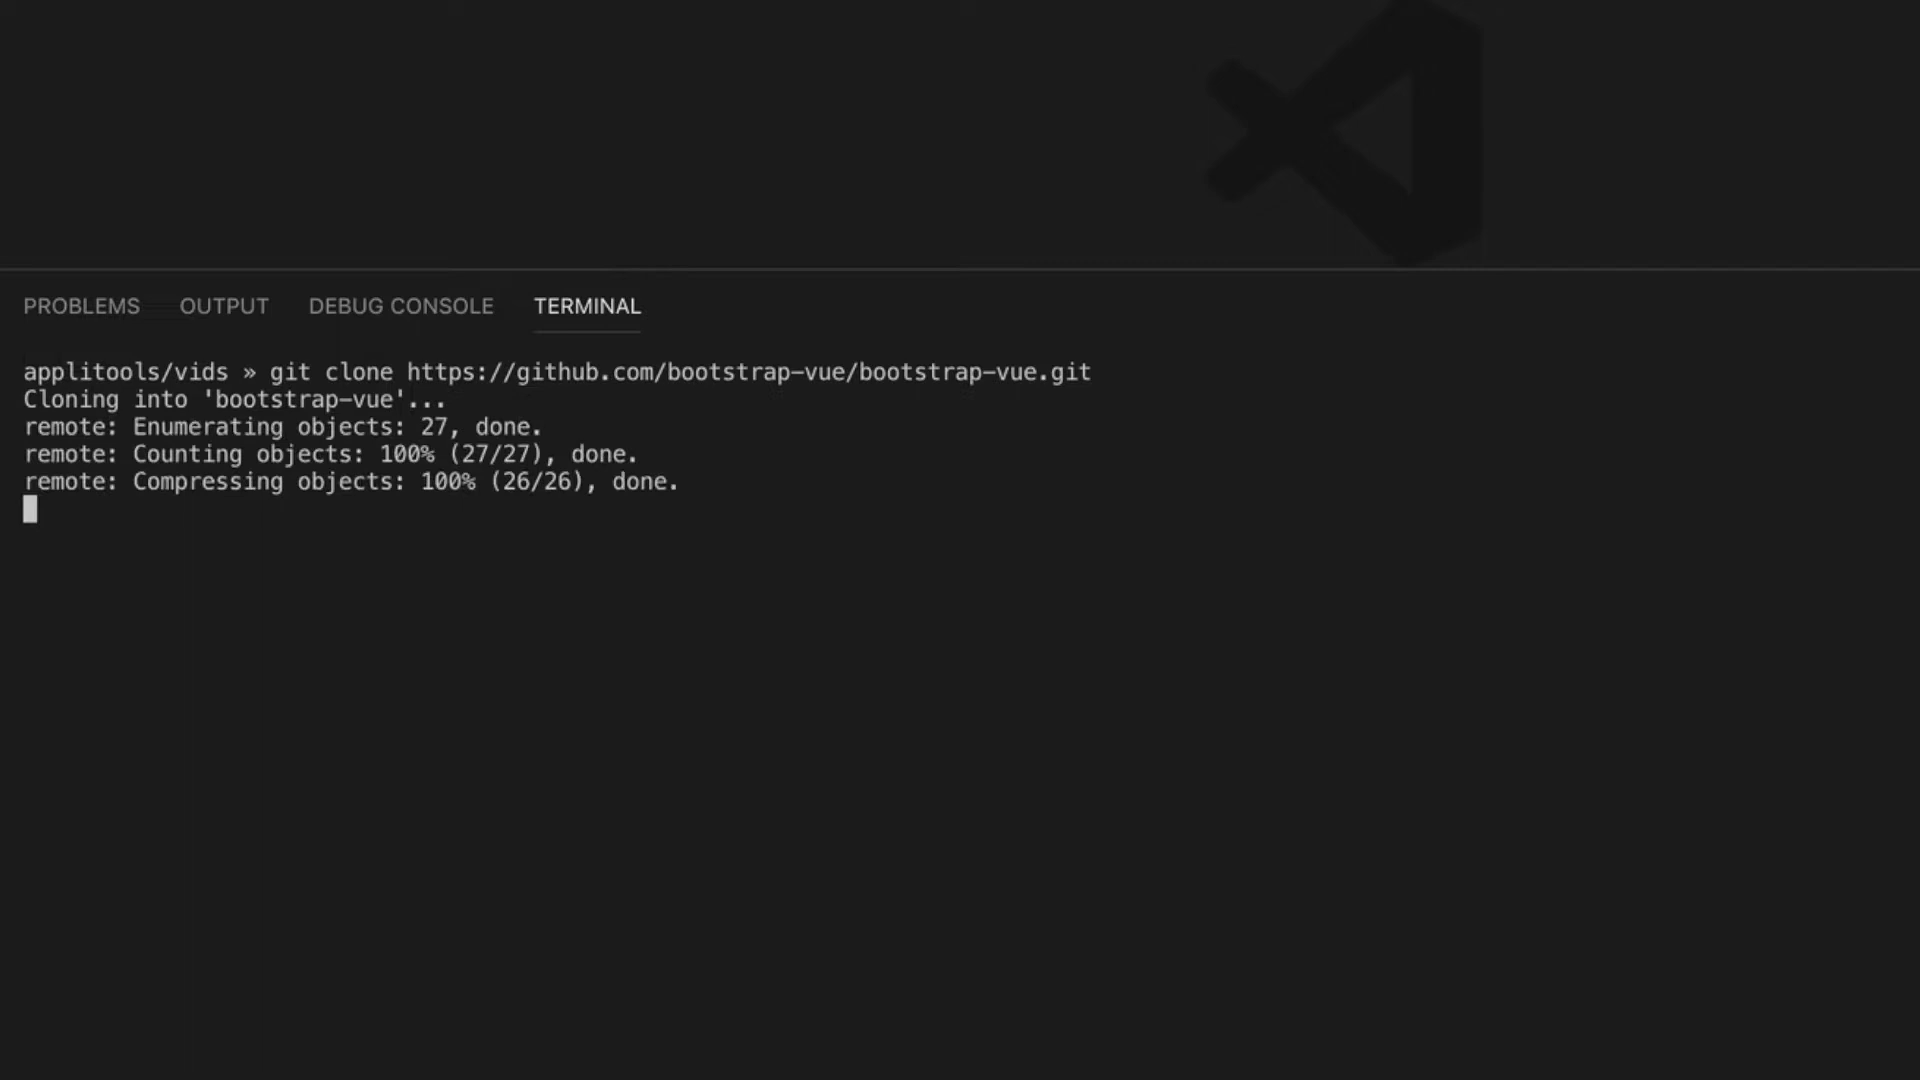 PROBLEMS OUTPUT DEBUG CONSOLE TERMINAL
applitools/vids » git clone https://github.com/bootstrap-vue/bootstrap-vue.git
Cloning into 'bootstrap-vue'...
remote: Enumerating objects: 27, done.
remote: Counting objects: 100% (27/27), done.
remote: Compressing objects: 100% (26/26), done.